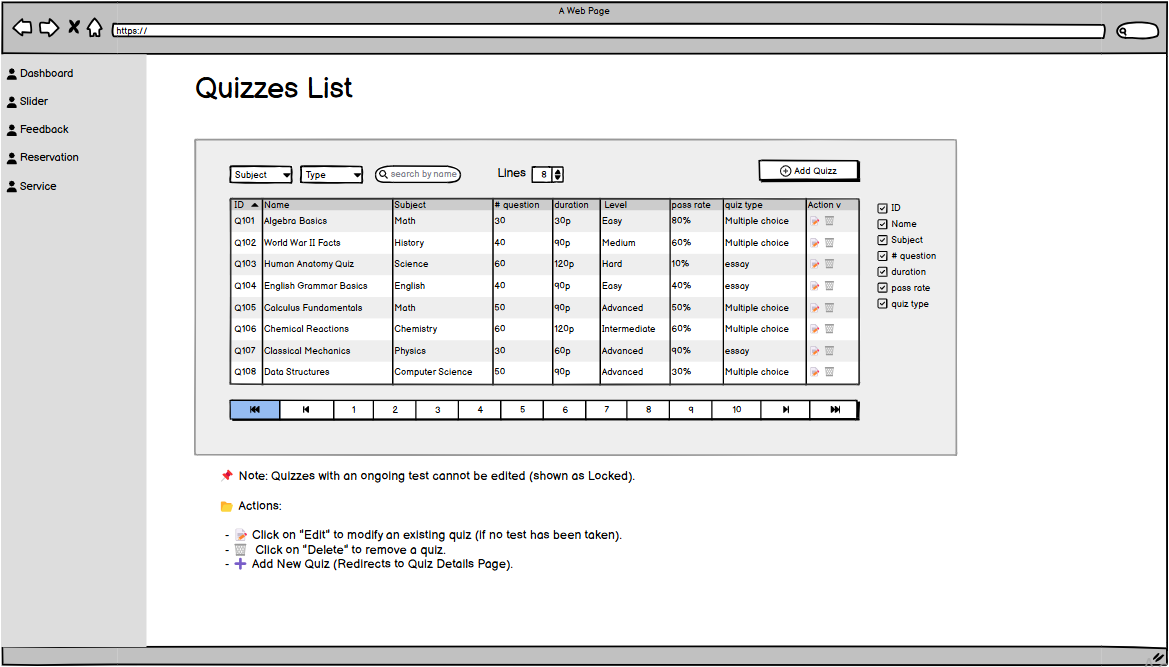 A Web Page
https://
Dashboard
Slider
Feedback
Reservation
Service
Quizzes List
Subject Type search by name Lines 8 Add Quizz
ID Name Subject # question duration Level pass rate quiz type Action v
Q101 Algebra Basics Math 30 30p Easy 80% Multiple choice
Q102 World War II Facts History 40 90p Medium 60% Multiple choice
Q103 Human Anatomy Quiz Science 60 120p Hard 10% essay
Q104 English Grammar Basics English 40 90p Easy 40% essay
Q105 Calculus Fundamentals Math 50 90p Advanced 50% Multiple choice
Q106 Chemical Reactions Chemistry 60 120p Intermediate 60% Multiple choice
Q107 Classical Mechanics Physics 30 60p Advanced 90% essay
Q108 Data Structures Computer Science 50 90p Advanced 30% Multiple choice
1 2 3 4 5 6 7 8 9 10
ID
Name
Subject
# question
duration
pass rate
quiz type
Note: Quizzes with an ongoing test cannot be edited (shown as Locked).
Actions:
- Click on "Edit" to modify an existing quiz (if no test has been taken).
- Click on "Delete" to remove a quiz.
- Add New Quiz (Redirects to Quiz Details Page).